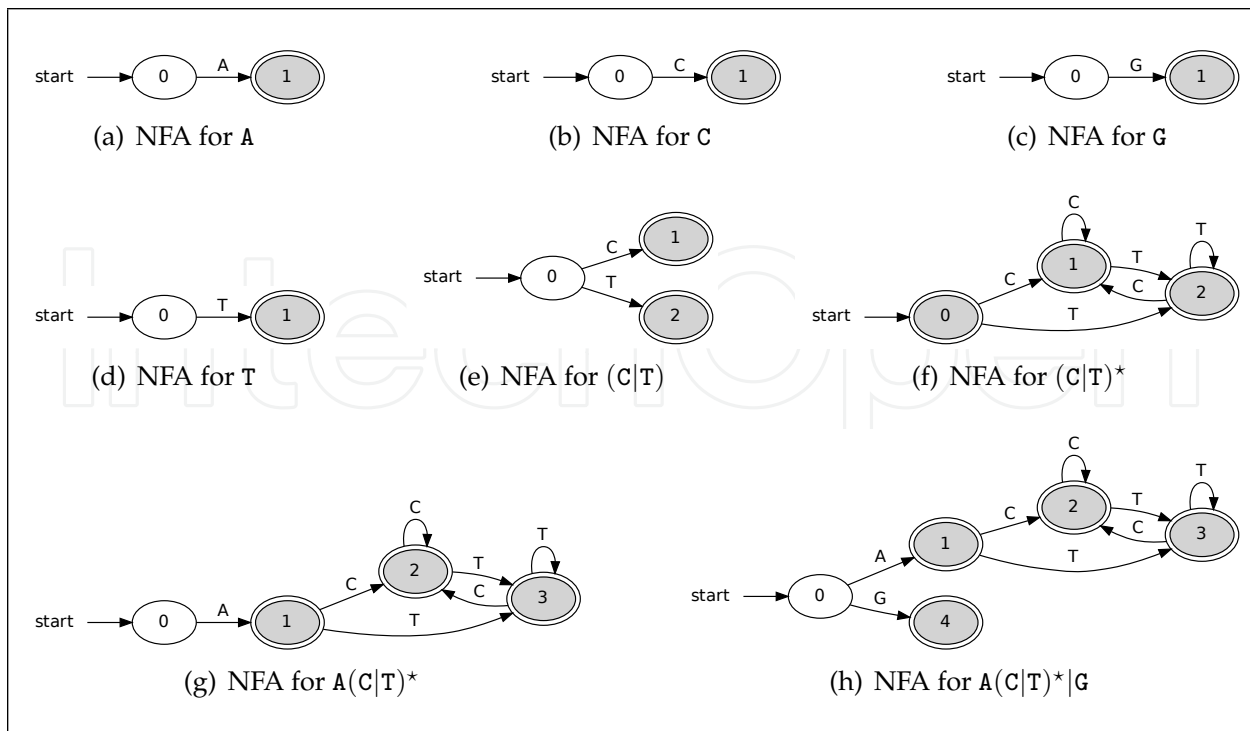 start 0 A 1
(a) NFA for A
start 0 C 1
(b) NFA for C
start 0 G 1
(c) NFA for G
start 0 T 1
(d) NFA for T
start 0 C 1 T 2
(e) NFA for (C|T)
start 0 C 1 C T C T 2 T
(f) NFA for (C|T)⋆
start 0 A 1 C 2 C T C T 3 T
(g) NFA for A(C|T)⋆
start 0 A 1 C 2 C T C T 3 T G 4
(h) NFA for A(C|T)⋆|G
IntechOpen